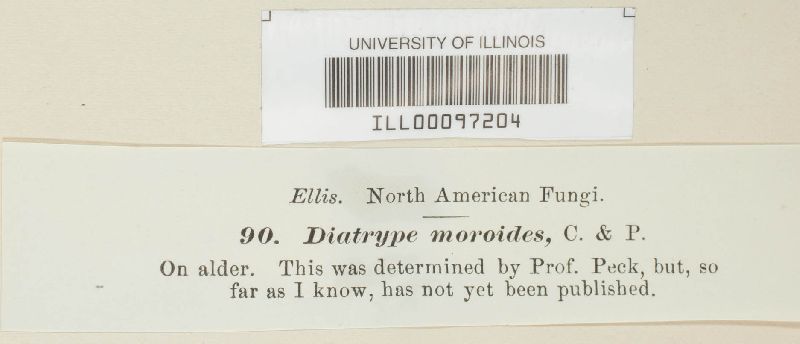 UNIVERSITY OF ILLINOIS
ILL00097204
Ellis. North American Fungi.
90. Diatrype moroides, C. & P.
On alder. This was determined by Prof. Peck, but, so
far as I know, has not yet been published.